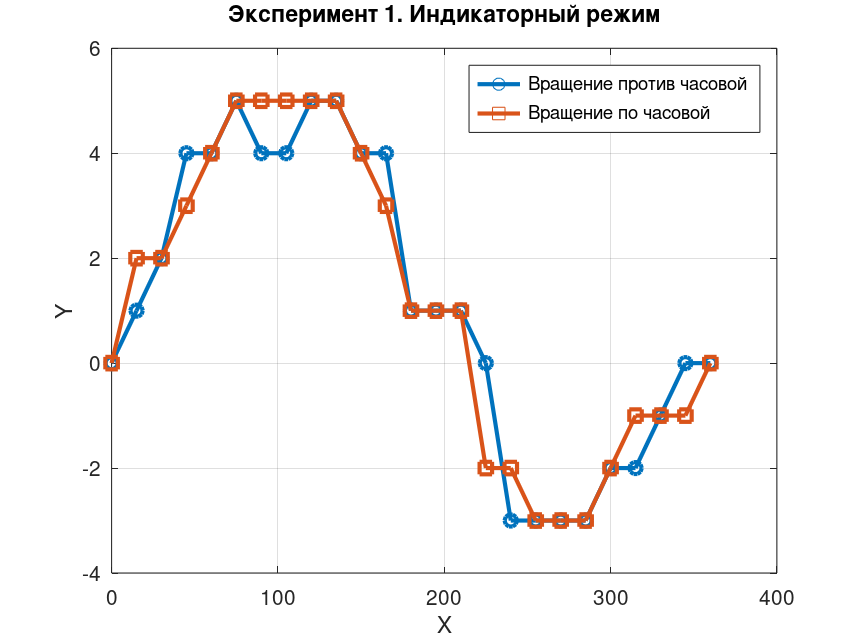 Эксперимент 1. Индикаторный режим
6
Вращение против часовой
Вращение по часовой
4
2
Y
0
-2
-4
0 100 200 300 400
X